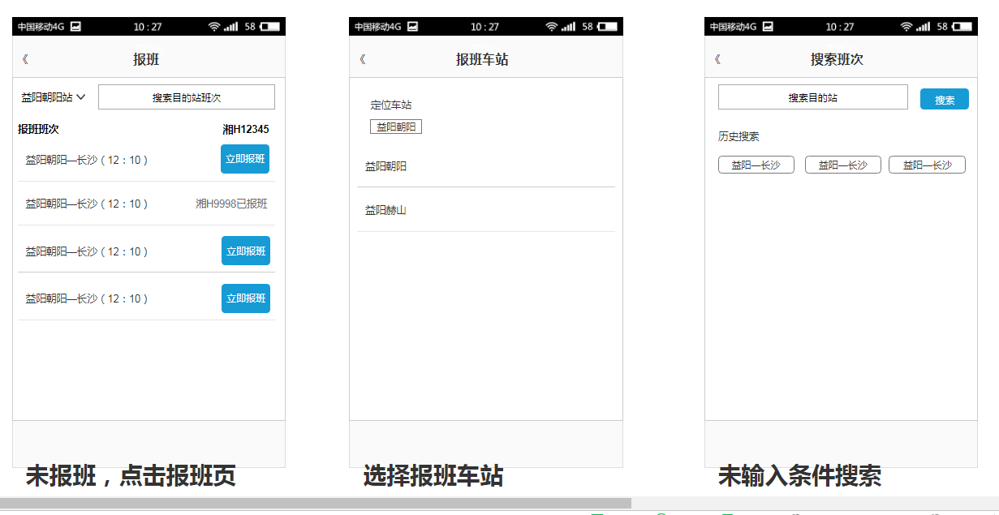 中国移动4G 10:27 58
《 报班
益阳朝阳站 搜索目的站班次
报班班次 湘H12345
益阳朝阳—长沙（12：10） 立即报班
益阳朝阳—长沙（12：10） 湘H9998已报班
益阳朝阳—长沙（12：10） 立即报班
益阳朝阳—长沙（12：10） 立即报班
未报班，点击报班页
中国移动4G 10:27 58
《 报班车站
定位车站
益阳朝阳
益阳朝阳
益阳赫山
选择报班车站
中国移动4G 10:27 58
《 搜索班次
搜索目的站 搜索
历史搜索
益阳—长沙 益阳—长沙 益阳—长沙
未输入条件搜索